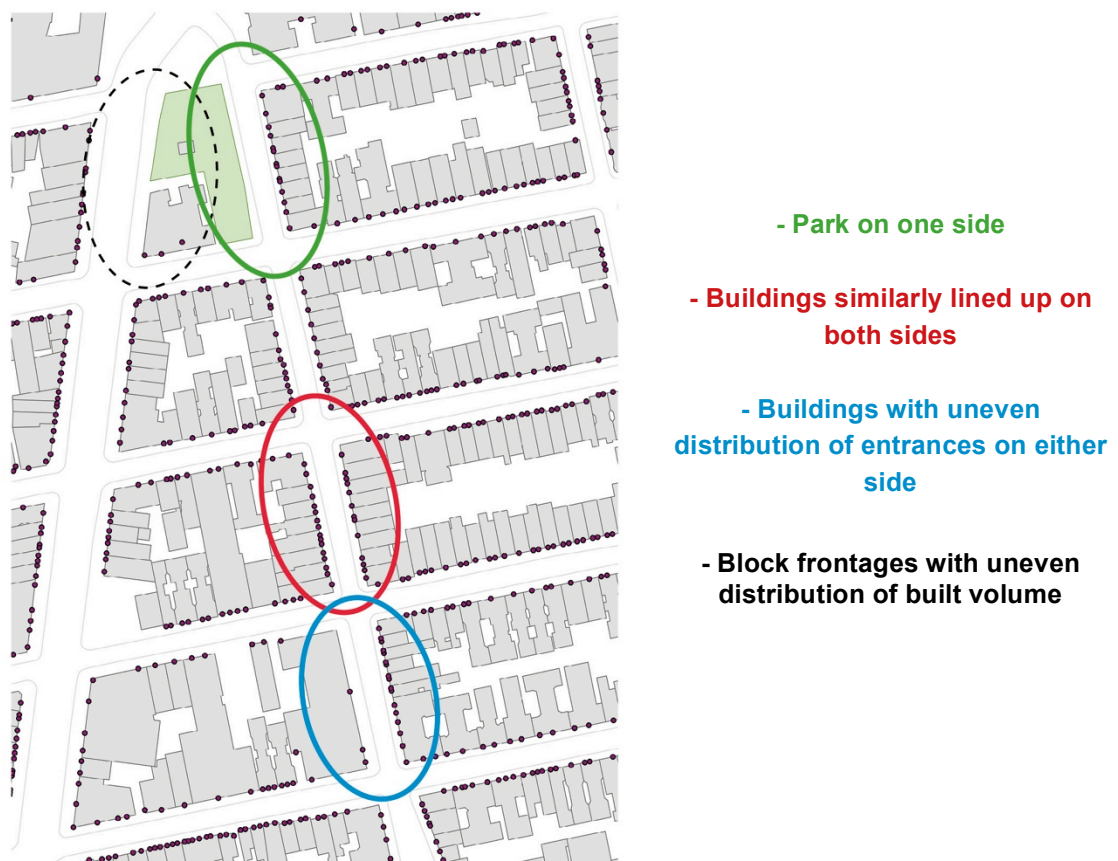 - Park on one side
- Buildings similarly lined up on
both sides
- Buildings with uneven
distribution of entrances on either
side
- Block frontages with uneven
distribution of built volume